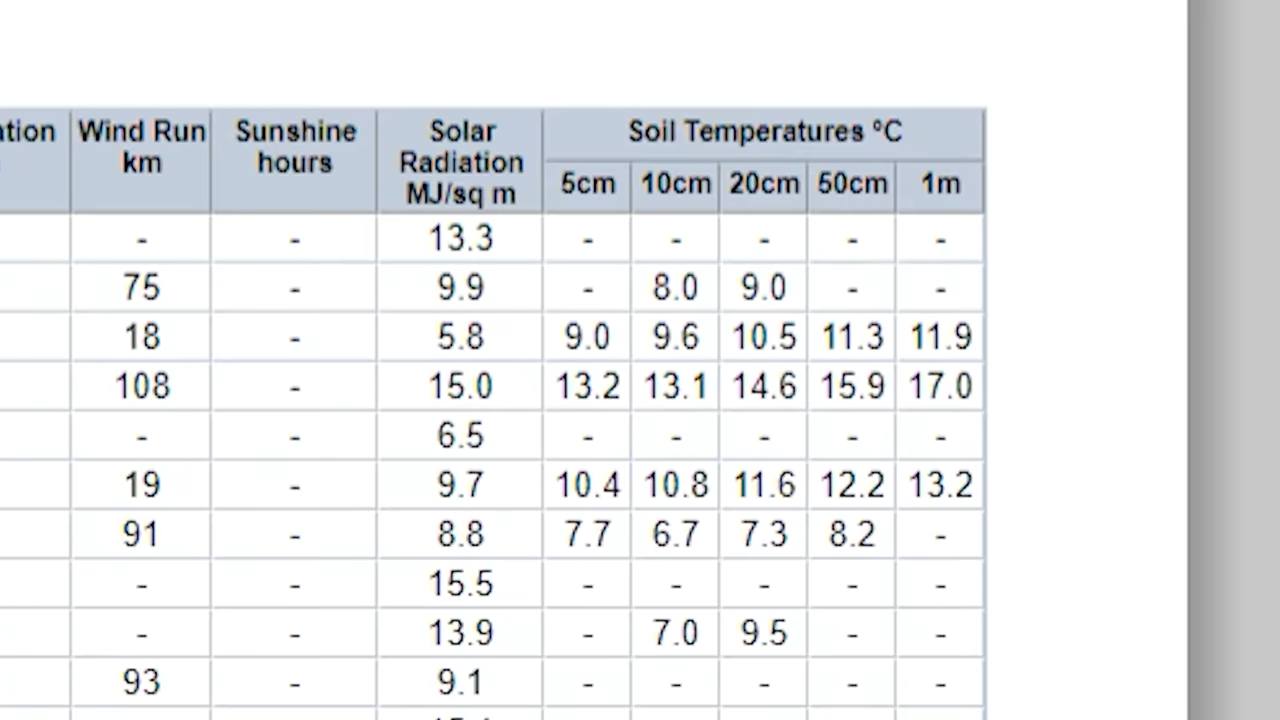 ation Wind Run Sunshine Solar Soil Temperatures ºC
km hours Radiation
MJ/sq m 5cm 10cm 20cm 50cm 1m
- - 13.3 - - - - -
75 - 9.9 - 8.0 9.0 - -
18 - 5.8 9.0 9.6 10.5 11.3 11.9
108 - 15.0 13.2 13.1 14.6 15.9 17.0
- - 6.5 - - - - -
19 - 9.7 10.4 10.8 11.6 12.2 13.2
91 - 8.8 7.7 6.7 7.3 8.2 -
- - 15.5 - - - - -
- - 13.9 - 7.0 9.5 - -
93 - 9.1 - - - - -